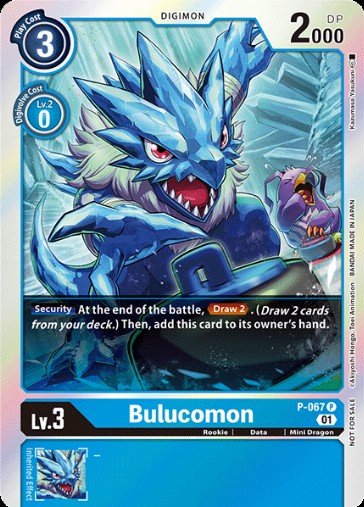 Play Cost
3
DIGIMON
2000
DP
Digivolve Cost
Lv.2
0
Kazumasa Yasukuni
Security At the end of the battle, Draw 2 . (Draw 2 cards
from your deck.) Then, add this card to its owner's hand.
©Akiyoshi Hongo, Toei Animation BANDAI MADE IN JAPAN
NOT FOR SALE
Lv.3
Bulucomon
P-067 P
01
Rookie | Data | Mini Dragon
Inherited Effect
-